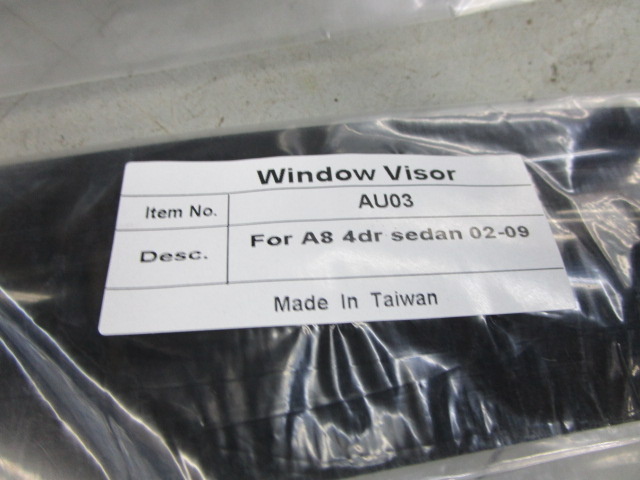 Window Visor
Item No. AU03
Desc. For A8 4dr sedan 02-09
Made In Taiwan